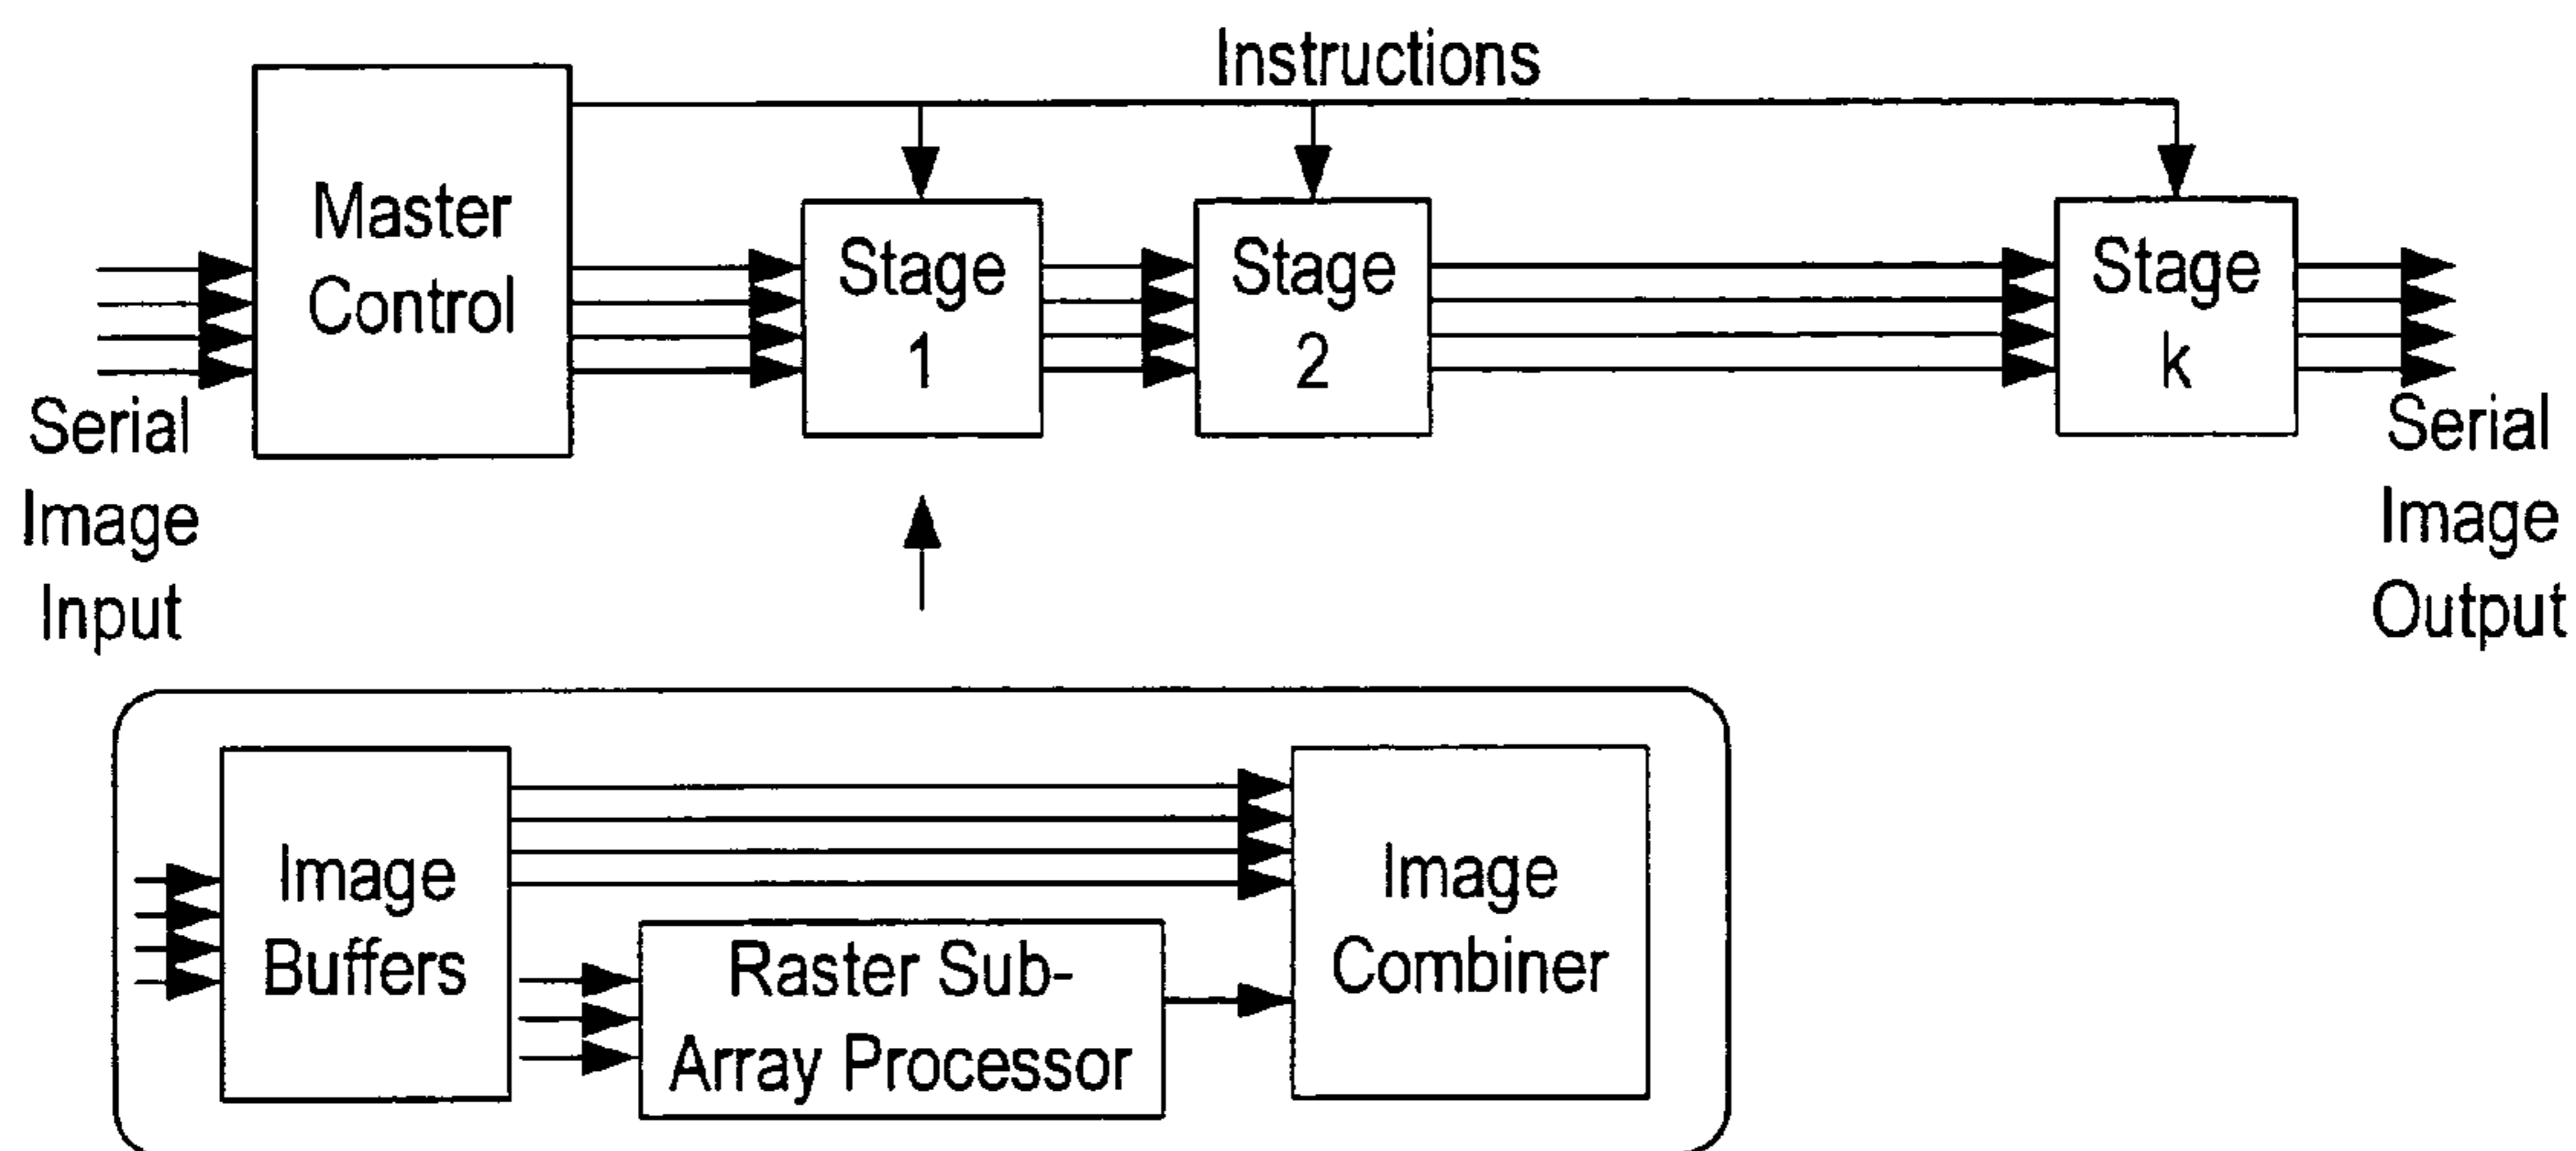 Instructions
Master
Control
Stage
1
Stage
2
Stage
k
Serial
Image
Input
Serial
Image
Output
Image
Buffers
Raster Sub-
Array Processor
Image
Combiner